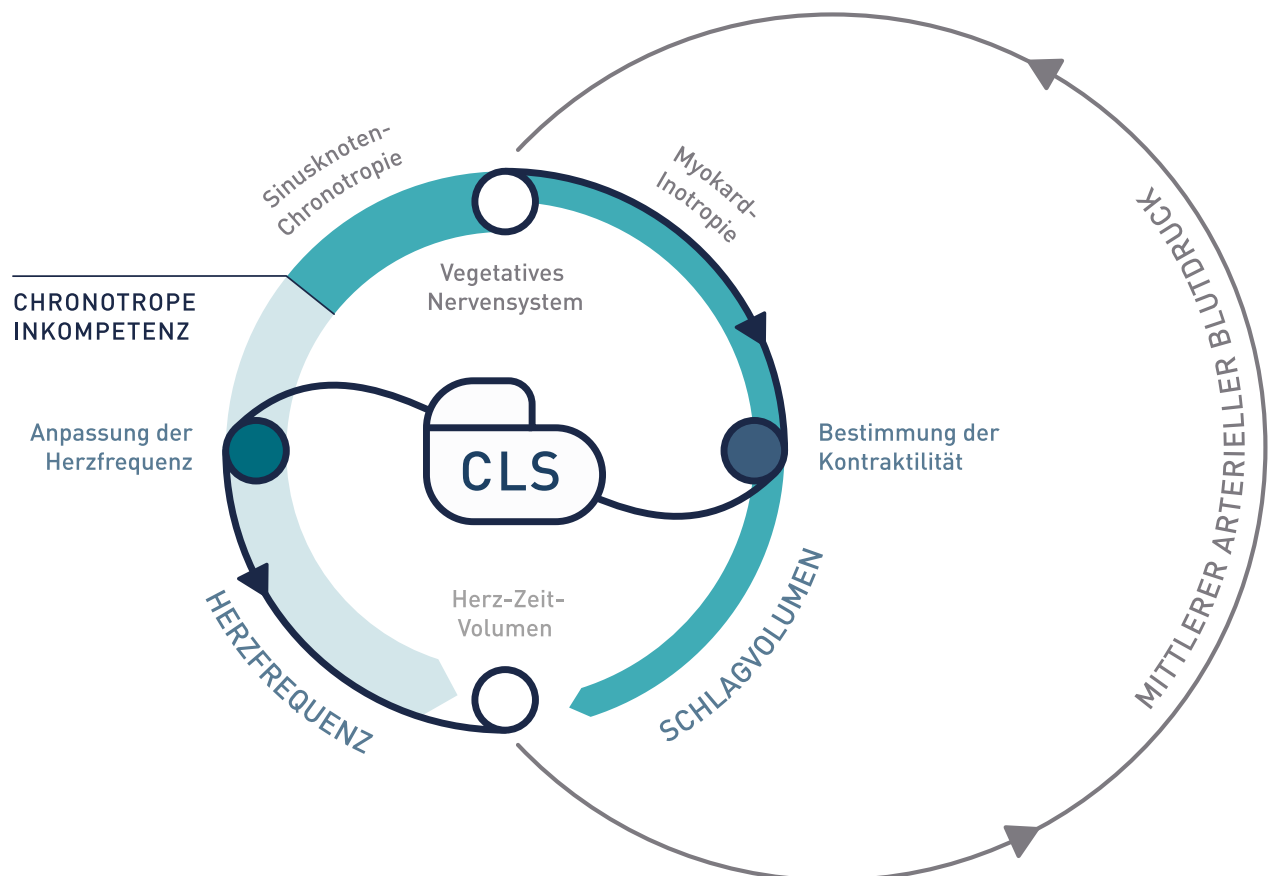 Sinusknoten-
Chronotropie
Myokard-
Inotropie
Vegetatives
Nervensystem
CHRONOTROPE
INKOMPETENZ
Anpassung der
Herzfrequenz
CLS
Bestimmung der
Kontraktilität
Herz-Zeit-
Volumen
HERZFREQUENZ
SCHLAGVOLUMEN
MITTLERER ARTERIELLER BLUTDRUCK